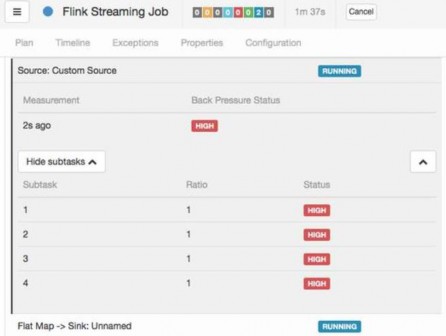 Flink Streaming Job 0 0 0 0 0 0 2 0 1m 37s Cancel
Plan Timeline Exceptions Properties Configuration
Source: Custom Source RUNNING
Measurement Back Pressure Status
2s ago HIGH
Hide subtasks
Subtask Ratio Status
1 1 HIGH
2 1 HIGH
3 1 HIGH
4 1 HIGH
Flat Map -> Sink: Unnamed RUNNING